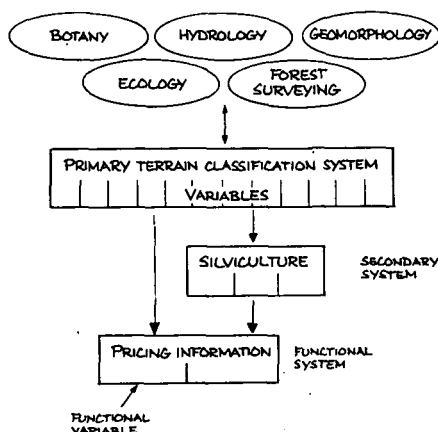 BOTANY
HYDROLOGY
GEOMORPHOLOGY
ECOLOGY
FOREST
SURVEYING
PRIMARY TERRAIN CLASSIFICATION SYSTEM
VARIABLES
SILVICULTURE
SECONDARY
SYSTEM
PRICING INFORMATION
FUNCTIONAL
SYSTEM
FUNCTIONAL
VARIABLE